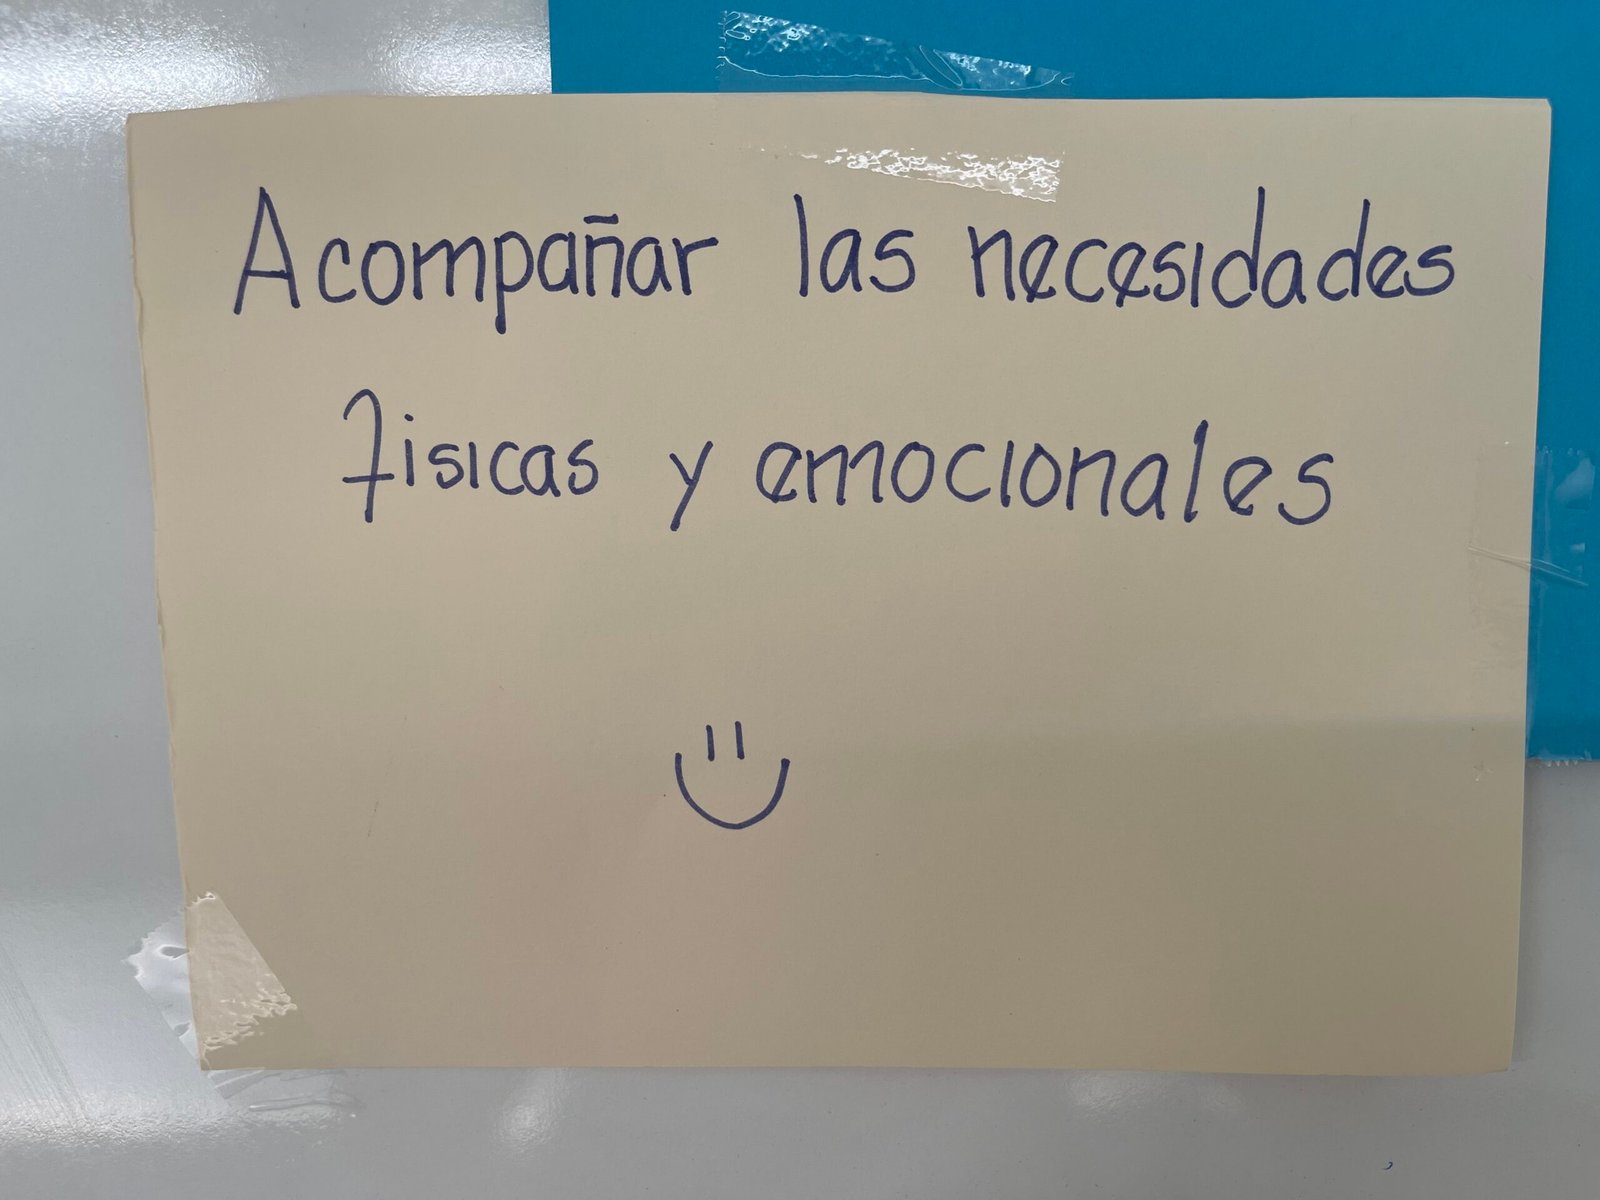 Acompañar las necesidades
fisicas y emocionales